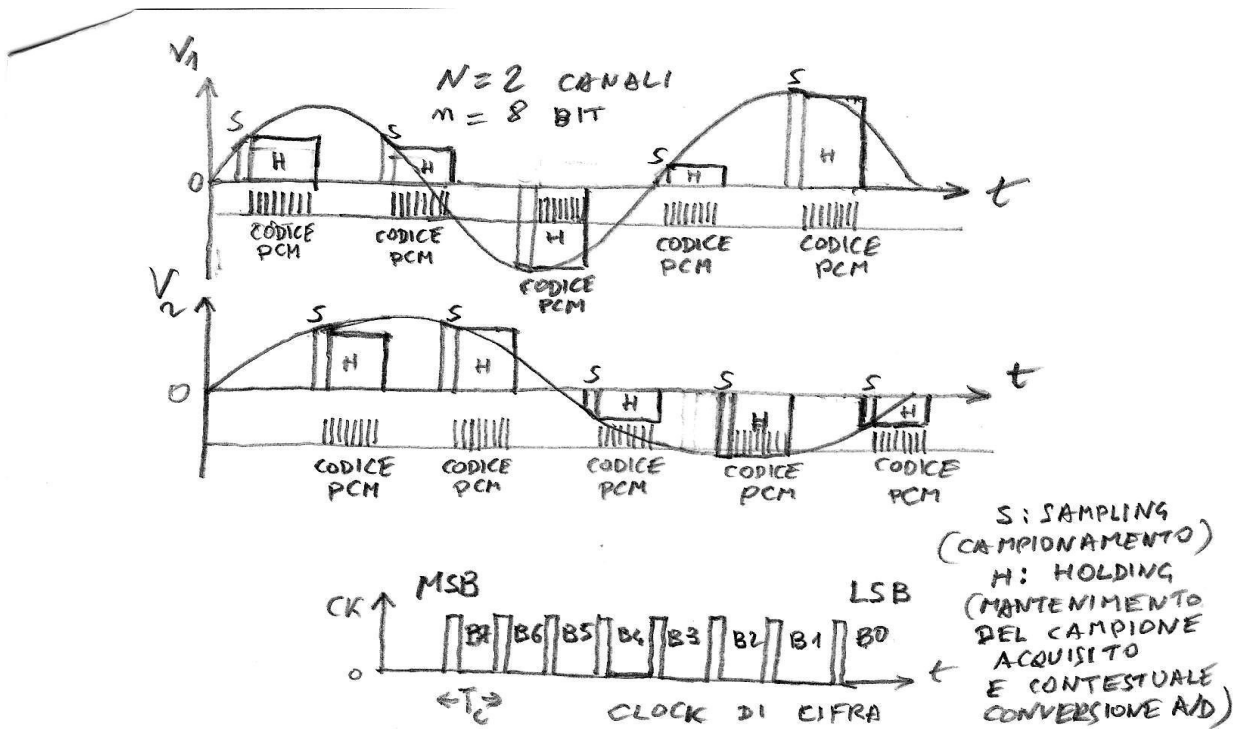 V1
N = 2 CANALI
n = 8 BIT
S
S
S
S
H
H
H
H
H
0
t
CODICE
PCM
CODICE
PCM
CODICE
PCM
CODICE
PCM
CODICE
PCM
V2
S
S
S
S
S
H
H
H
H
H
0
t
CODICE
PCM
CODICE
PCM
CODICE
PCM
CODICE
PCM
CODICE
PCM
S: SAMPLING
(CAMPIONAMENTO)
H: HOLDING
(MANTENIMENTO
DEL CAMPIONE
ACQUISITO
E CONTESTUALE
CONVERSIONE A/D)
MSB
LSB
CK
B7 B6 B5 B4 B3 B2 B1 B0
0
t
Tc
CLOCK DI CIFRA